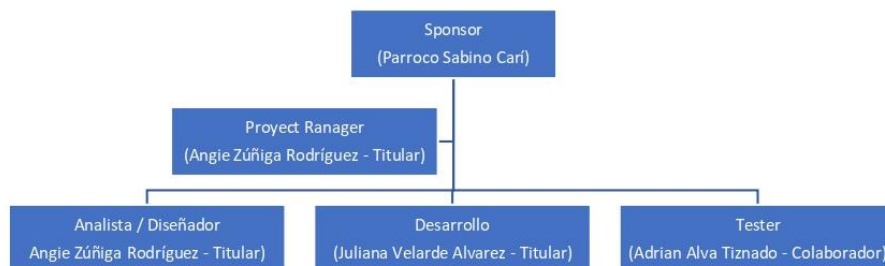 Sponsor
(Parroco Sabino Carí)
Proyect Ranager
(Angie Zúñiga Rodríguez - Titular)
Analista / Diseñador
Angie Zúñiga Rodríguez - Titular)
Desarrollo
(Juliana Velarde Alvarez - Titular)
Tester
(Adrian Alva Tiznado - Colaborador)